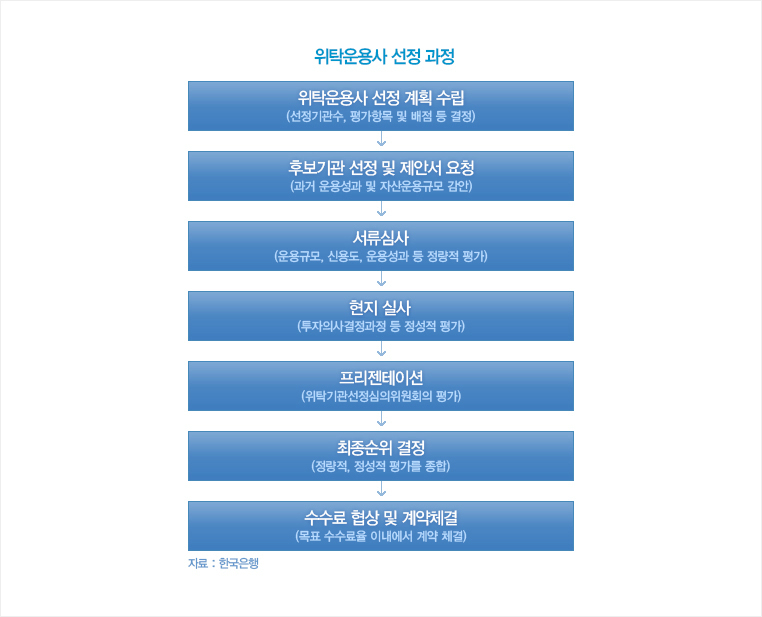 위탁운용사 선정 과정
위탁운용사 선정 계획 수립
(선정기관수, 평가항목 및 배점 등 결정)
후보기관 선정 및 제안서 요청
(과거 운용성과 및 자산운용규모 감안)
서류심사
(운용규모, 신용도, 운용성과 등 정량적 평가)
현지 실사
(투자의사결정과정 등 정성적 평가)
프리젠테이션
(위탁기관선정심의위원회의 평가)
최종순위 결정
(정량적, 정성적 평가를 종합)
수수료 협상 및 계약체결
(목표 수수료율 이내에서 계약 체결)
자료 : 한국은행